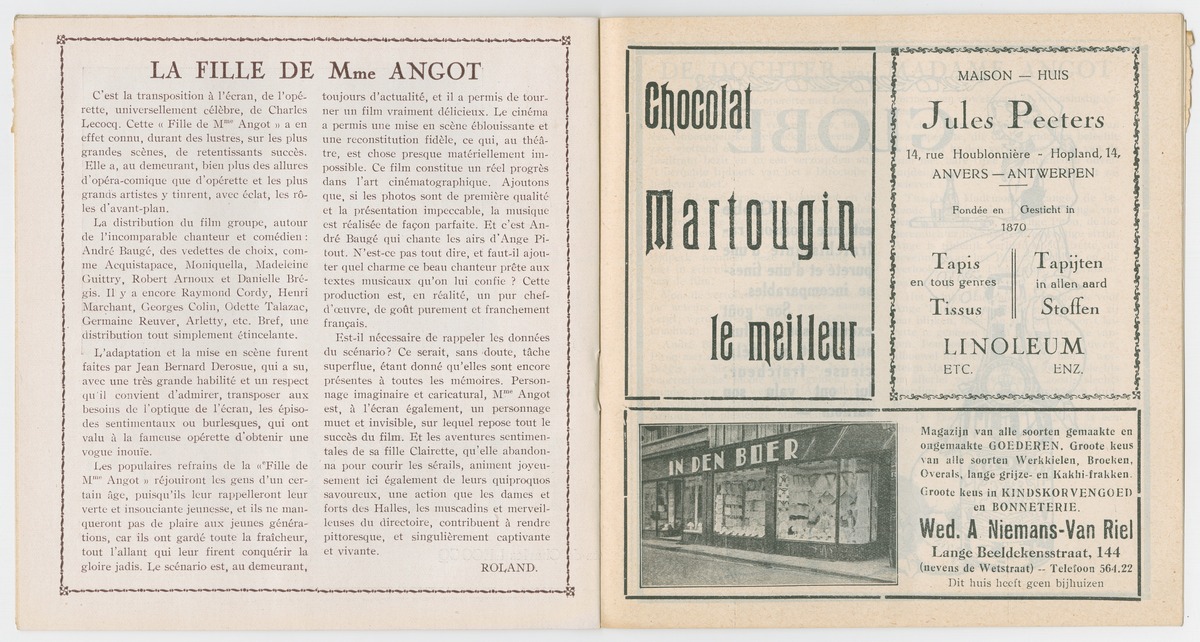 LA FILLE DE Mme ANGOT
C'est la transposition à l'écran, de l'opé-
rette, universellement célèbre, de Charles
Lecocq. Cette « Fille de Mme Angot » a en
effet connu, durant des lustres, sur les plus
grandes scènes, de retentissants succès.
Elle a, au demeurant, bien plus des allures
d'opéra-comique que d'opérette et les plus
grands artistes y tinrent, avec éclat, les rô-
les d'avant-plan.
La distribution du film groupe, autour
de l'incomparable chanteur et comédien :
André Baugé, des vedettes de choix, com-
me Acquistapace, Moniquella, Madeleine
Guittry, Robert Arnoux et Danielle Bré-
gis. Il y a encore Raymond Cordy, Henri
Marchant, Georges Colin, Odette Talazac,
Germaine Reuver, Arletty, etc. Bref, une
distribution tout simplement étincelante.
L'adaptation et la mise en scène furent
faites par Jean Bernard Derosue, qui a su,
avec une très grande habilité et un respect
qu'il convient d'admirer, transposer aux
besoins de l'optique de l'écran, les épiso-
des sentimentaux ou burlesques, qui ont
valu à la fameuse opérette d'obtenir une
vogue inouïe.
Les populaires refrains de la « Fille de
Mme Angot » réjouiront les gens d'un cer-
tain âge, puisqu'ils leur rappelleront leur
verte et insouciante jeunesse, et ils ne man-
queront pas de plaire aux jeunes généra-
tions, car ils ont gardé toute la fraîcheur,
tout l'allant qui leur firent conquérir la
gloire jadis. Le scénario est, au demeurant,
toujours d'actualité, et il a permis de tour-
ner un film vraiment délicieux. Le cinéma
a permis une mise en scène éblouissante et
une reconstitution fidèle, ce qui, au théâ-
tre, est chose presque matériellement im-
possible. Ce film constitue un réel progrès
dans l'art cinématographique. Ajoutons
que, si les photos sont de première qualité
et la présentation impeccable, la musique
est réalisée de façon parfaite. Et c'est An-
dré Baugé qui chante les airs d'Ange Pi-
tout. N'est-ce pas tout dire, et faut-il ajou-
ter quel charme ce beau chanteur prête aux
textes musicaux qu'on lui confie ? Cette
production est, en réalité, un pur chef-
d'œuvre, de goût purement et franchement
français.
Est-il nécessaire de rappeler les données
du scénario ? Ce serait, sans doute, tâche
superflue, étant donné qu'elles sont encore
présentes à toutes les mémoires. Person-
nage imaginaire et caricatural, Mme Angot
est, à l'écran également, un personnage
muet et invisible, sur lequel repose tout le
succès du film. Et les aventures sentimen-
tales de sa fille Clairette, qu'elle abandon-
na pour courir les sérails, animent joyeu-
sement ici également de leurs quiproquos
savoureux, une action que les dames et
forts des Halles, les muscadins et merveil-
leuses du directoire, contribuent à rendre
pittoresque, et singulièrement captivante
et vivante.
ROLAND.
Chocolat
Martougin
le meilleur
MAISON — HUIS
Jules Peeters
14, rue Houblonnière - Hopland, 14,
ANVERS — ANTWERPEN
Fondée en Gesticht in
1870
Tapis Tapijten
en tous genres in allen aard
Tissus Stoffen
LINOLEUM
ETC. ENZ.
IN DEN BOER
Magazijn van alle soorten gemaakte en
ongemaakte GOEDEREN. Groote keus
van alle soorten Werkkielen, Broeken,
Overals, lange grijze- en Kakhi-frakken.
Groote keus in KINDSKORVENGOED
en BONNETERIE.
Wed. A Niemans-Van Riel
Lange Beeldekensstraat, 144
(nevens de Wetstraat) -- Telefoon 564.22
Dit huis heeft geen bijhuizen